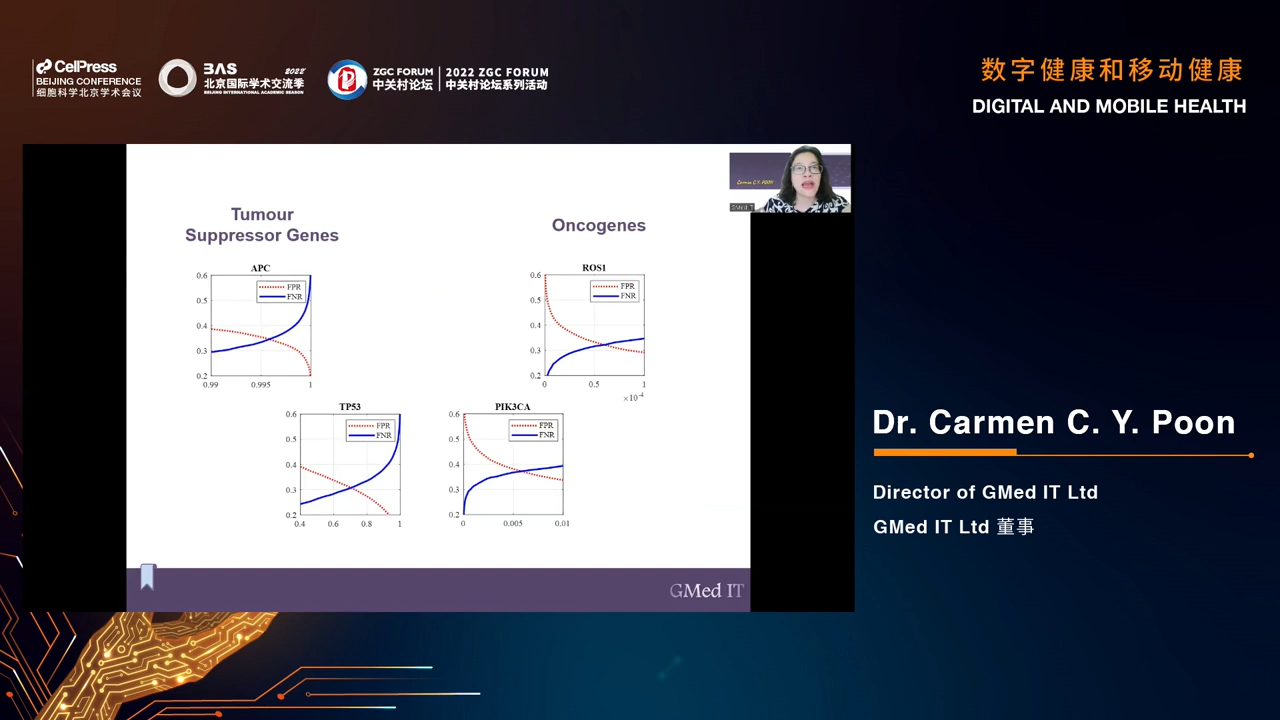 CelPress
BEIJING CONFERENCE
细胞科学北京学术会议
BAS 2022
北京国际学术交流季
BEIJING INTERNATIONAL ACADEMIC SEASON
ZGC FORUM
中关村论坛
2022 ZGC FORUM
中关村论坛系列活动
数字健康和移动健康
DIGITAL AND MOBILE HEALTH
Carmen C.Y. POON
GMed IT
Tumour
Suppressor Genes
Oncogenes
APC
FPR
FNR
0.6
0.5
0.4
0.3
0.2
0.99 0.995 1
ROS1
FPR
FNR
0.6
0.5
0.4
0.3
0.2
0 0.5 1
×10⁻⁴
TP53
FPR
FNR
0.6
0.5
0.4
0.3
0.2
0.4 0.6 0.8 1
PIK3CA
FPR
FNR
0.6
0.5
0.4
0.3
0.2
0 0.005 0.01
GMed IT
Dr. Carmen C. Y. Poon
Director of GMed IT Ltd
GMed IT Ltd 董事